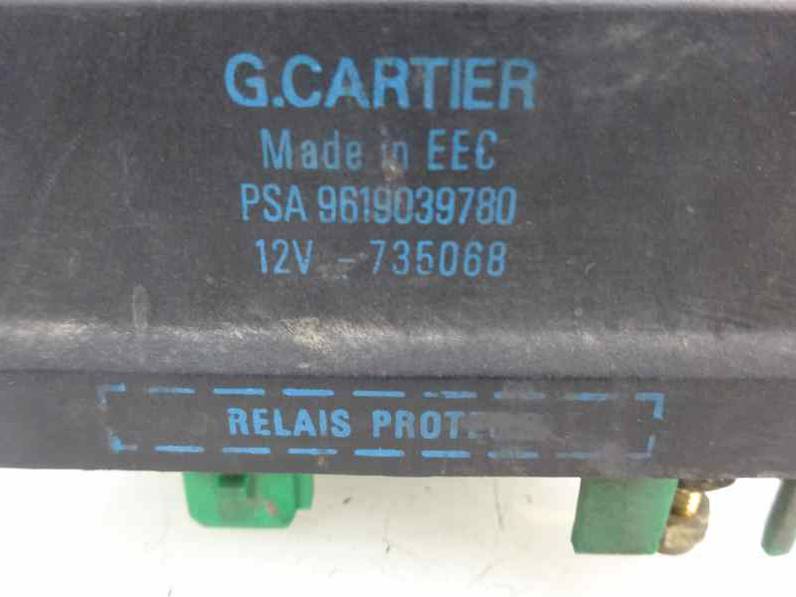 G.CARTIER
Made in EEC
PSA 9619039780
12V - 735068
RELAIS